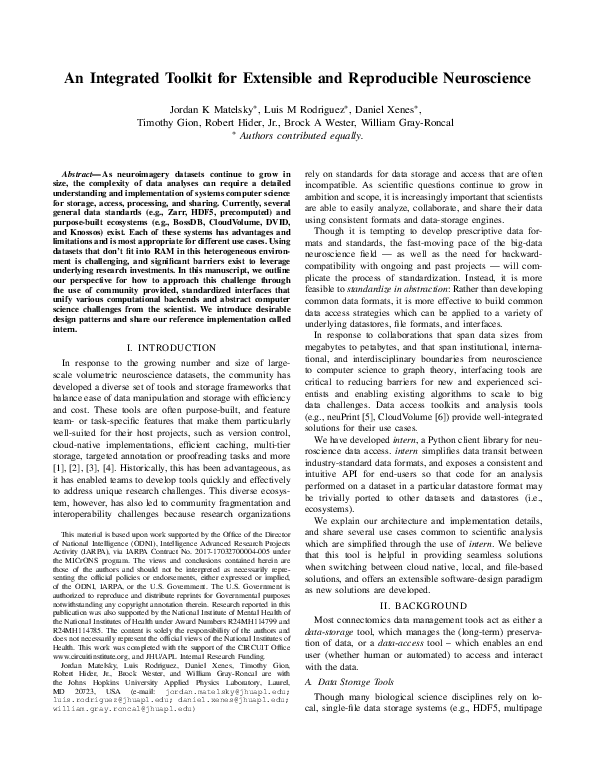 An Integrated Toolkit for Extensible and Reproducible Neuroscience
Jordan K Matelsky*, Luis M Rodriguez*, Daniel Xenes*,
Timothy Gion, Robert Hider, Jr., Brock A Wester, William Gray-Roncal
* Authors contributed equally.
Abstract—As neuroimagery datasets continue to grow in
size, the complexity of data analyses can require a detailed
understanding and implementation of systems computer science
for storage, access, processing, and sharing. Currently, several
general data standards (e.g., Zarr, HDF5, precomputed) and
purpose-built ecosystems (e.g., BossDB, CloudVolume, DVID,
and Knossos) exist. Each of these systems has advantages and
limitations and is most appropriate for different use cases. Using
datasets that don't fit into RAM in this heterogeneous environ-
ment is challenging, and significant barriers exist to leverage
underlying research investments. In this manuscript, we outline
our perspective for how to approach this challenge through
the use of community provided, standardized interfaces that
unify various computational backends and abstract computer
science challenges from the scientist. We introduce desirable
design patterns and share our reference implementation called
intern.
I. INTRODUCTION
In response to the growing number and size of large-
scale volumetric neuroscience datasets, the community has
developed a diverse set of tools and storage frameworks that
balance ease of data manipulation and storage with efficiency
and cost. These tools are often purpose-built, and feature
team- or task-specific features that make them particularly
well-suited for their host projects, such as version control,
cloud-native implementations, efficient caching, multi-tier
storage, targeted annotation or proofreading tasks and more
[1], [2], [3], [4]. Historically, this has been advantageous, as
it has enabled teams to develop tools quickly and effectively
to address unique research challenges. This diverse ecosys-
tem, however, has also led to community fragmentation and
interoperability challenges because research organizations
This material is based upon work supported by the Office of the Director
of National Intelligence (ODNI), Intelligence Advanced Research Projects
Activity (IARPA), via IARPA Contract No. 2017-17032700004-005 under
the MICrONS program. The views and conclusions contained herein are
those of the authors and should not be interpreted as necessarily repre-
senting the official policies or endorsements, either expressed or implied,
of the ODNI, IARPA, or the U.S. Government. The U.S. Government is
authorized to reproduce and distribute reprints for Governmental purposes
notwithstanding any copyright annotation therein. Research reported in this
publication was also supported by the National Institute of Mental Health of
the National Institutes of Health under Award Numbers R24MH114799 and
R24MH114785. The content is solely the responsibility of the authors and
does not necessarily represent the official views of the National Institutes of
Health. This work was completed with the support of the CIRCUIT Office
www.circuitinstitute.org, and JHU/APL Internal Research Funding.
Jordan Matelsky, Luis Rodriguez, Daniel Xenes, Timothy Gion,
Robert Hider, Jr., Brock Wester, and William Gray-Roncal are with
the Johns Hopkins University Applied Physics Laboratory, Laurel,
MD 20723, USA (e-mail: jordan.matelsky@jhuapl.edu;
luis.rodriguez@jhuapl.edu; daniel.xenes@jhuapl.edu;
william.gray.roncal@jhuapl.edu)
rely on standards for data storage and access that are often
incompatible. As scientific questions continue to grow in
ambition and scope, it is increasingly important that scientists
are able to easily analyze, collaborate, and share their data
using consistent formats and data-storage engines.
Though it is tempting to develop prescriptive data for-
mats and standards, the fast-moving pace of the big-data
neuroscience field — as well as the need for backward-
compatibility with ongoing and past projects — will com-
plicate the process of standardization. Instead, it is more
feasible to standardize in abstraction: Rather than developing
common data formats, it is more effective to build common
data access strategies which can be applied to a variety of
underlying datastores, file formats, and interfaces.
In response to collaborations that span data sizes from
megabytes to petabytes, and that span institutional, interna-
tional, and interdisciplinary boundaries from neuroscience
to computer science to graph theory, interfacing tools are
critical to reducing barriers for new and experienced sci-
entists and enabling existing algorithms to scale to big
data challenges. Data access toolkits and analysis tools
(e.g., neuPrint [5], CloudVolume [6]) provide well-integrated
solutions for their use cases.
We have developed intern, a Python client library for neu-
roscience data access. intern simplifies data transit between
industry-standard data formats, and exposes a consistent and
intuitive API for end-users so that code for an analysis
performed on a dataset in a particular datastore format may
be trivially ported to other datasets and datastores (i.e.,
ecosystems).
We explain our architecture and implementation details,
and share several use cases common to scientific analysis
which are simplified through the use of intern. We believe
that this tool is helpful in providing seamless solutions
when switching between cloud native, local, and file-based
solutions, and offers an extensible software-design paradigm
as new solutions are developed.
II. BACKGROUND
Most connectomics data management tools act as either a
data-storage tool, which manages the (long-term) preserva-
tion of data, or a data-access tool – which enables an end
user (whether human or automated) to access and interact
with the data.
A. Data Storage Tools
Though many biological science disciplines rely on lo-
cal, single-file data storage systems (e.g., HDF5, multipage